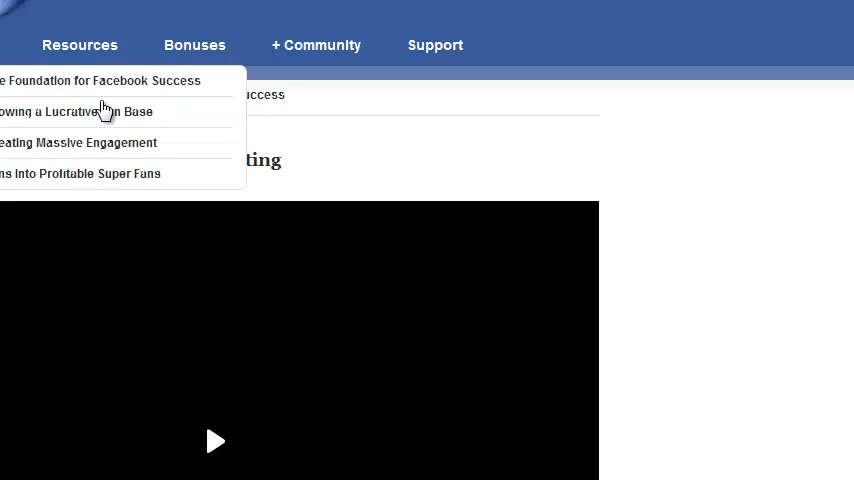 Resources Bonuses + Community Support
e Foundation for Facebook Success
uccess
owing a Lucrative n Base
eating Massive Engagement
ting
ns Into Profitable Super Fans